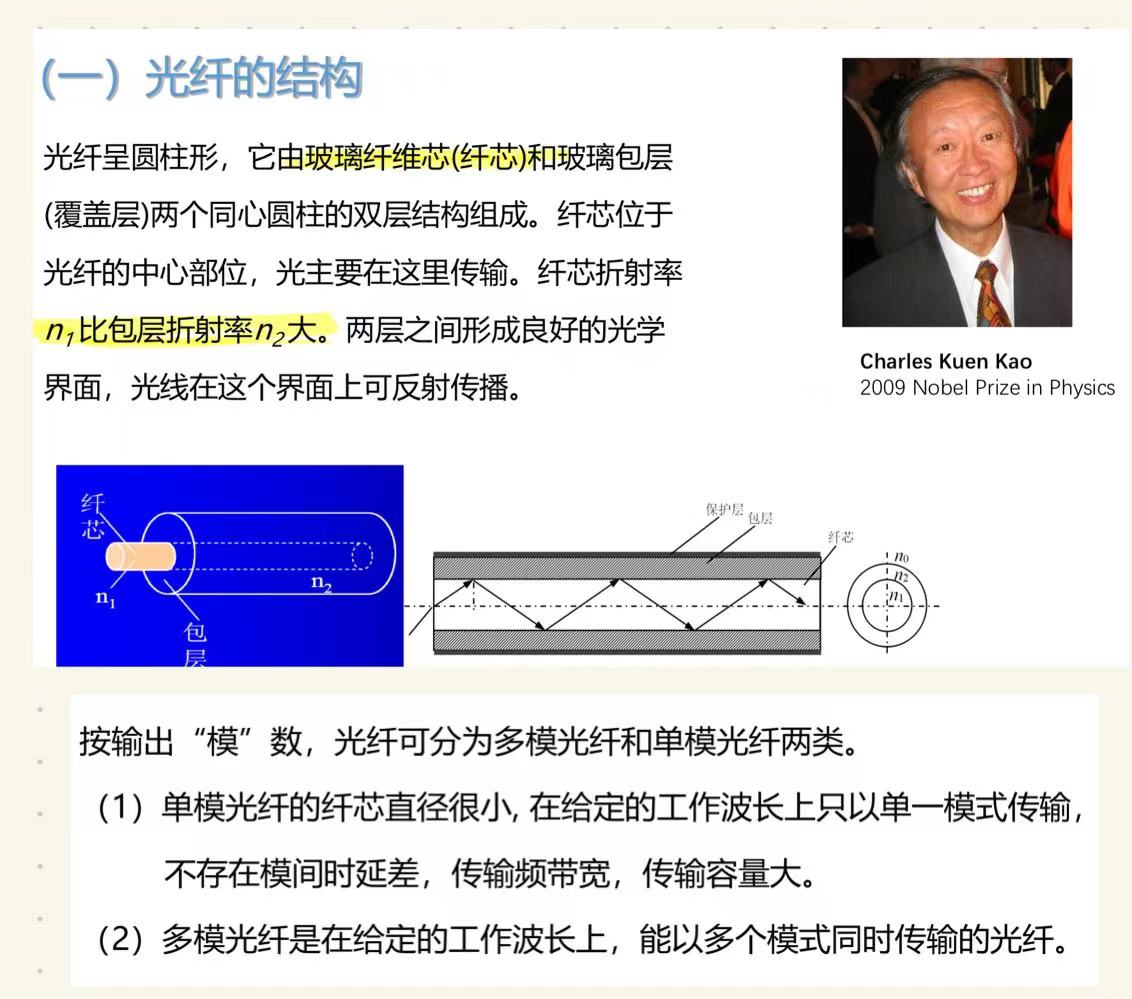 (一) 光纤的结构
光纤呈圆柱形，它由玻璃纤维芯(纤芯)和玻璃包层
(覆盖层)两个同心圆柱的双层结构组成。纤芯位于
光纤的中心部位，光主要在这里传输。纤芯折射率
n1比包层折射率n2大。两层之间形成良好的光学
界面，光线在这个界面上可反射传播。
Charles Kuen Kao
2009 Nobel Prize in Physics
纤
芯
n1
n2
包
层
保护层
包层
纤芯
n0
n2
n1
按输出“模”数，光纤可分为多模光纤和单模光纤两类。
（1）单模光纤的纤芯直径很小, 在给定的工作波长上只以单一模式传输，
不存在模间时延差，传输频带宽，传输容量大。
（2）多模光纤是在给定的工作波长上，能以多个模式同时传输的光纤。